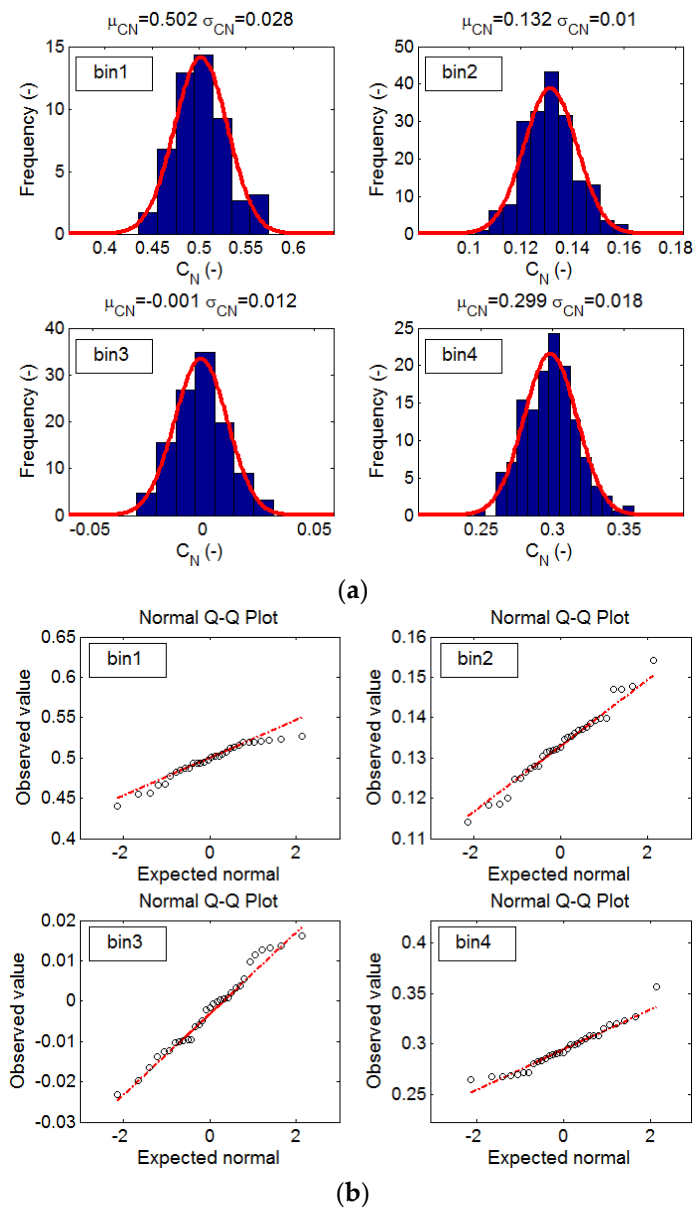 μCN=0.502 σCN=0.028
bin1
Frequency (-)
15
10
5
0
0.4 0.45 0.5 0.55 0.6
CN (-)
μCN=0.132 σCN=0.01
bin2
Frequency (-)
50
40
30
20
10
0
0.1 0.12 0.14 0.16 0.18
μCN=-0.001 σCN=0.012
bin3
Frequency (-)
40
30
20
10
0
-0.05 0 0.05
CN (-)
μCN=0.299 σCN=0.018
bin4
Frequency (-)
25
20
15
10
5
0
0.25 0.3 0.35
CN (-)
(a)
Normal Q-Q Plot
bin1
Observed value
0.65
0.6
0.55
0.5
0.45
0.4
-2 0 2
Expected normal
Normal Q-Q Plot
bin2
Observed value
0.16
0.15
0.14
0.13
0.12
0.11
-2 0 2
Expected normal
Normal Q-Q Plot
bin3
Observed value
0.02
0.01
0
-0.01
-0.02
-0.03
-2 0 2
Expected normal
Normal Q-Q Plot
bin4
Observed value
0.4
0.35
0.3
0.25
-2 0 2
Expected normal
(b)